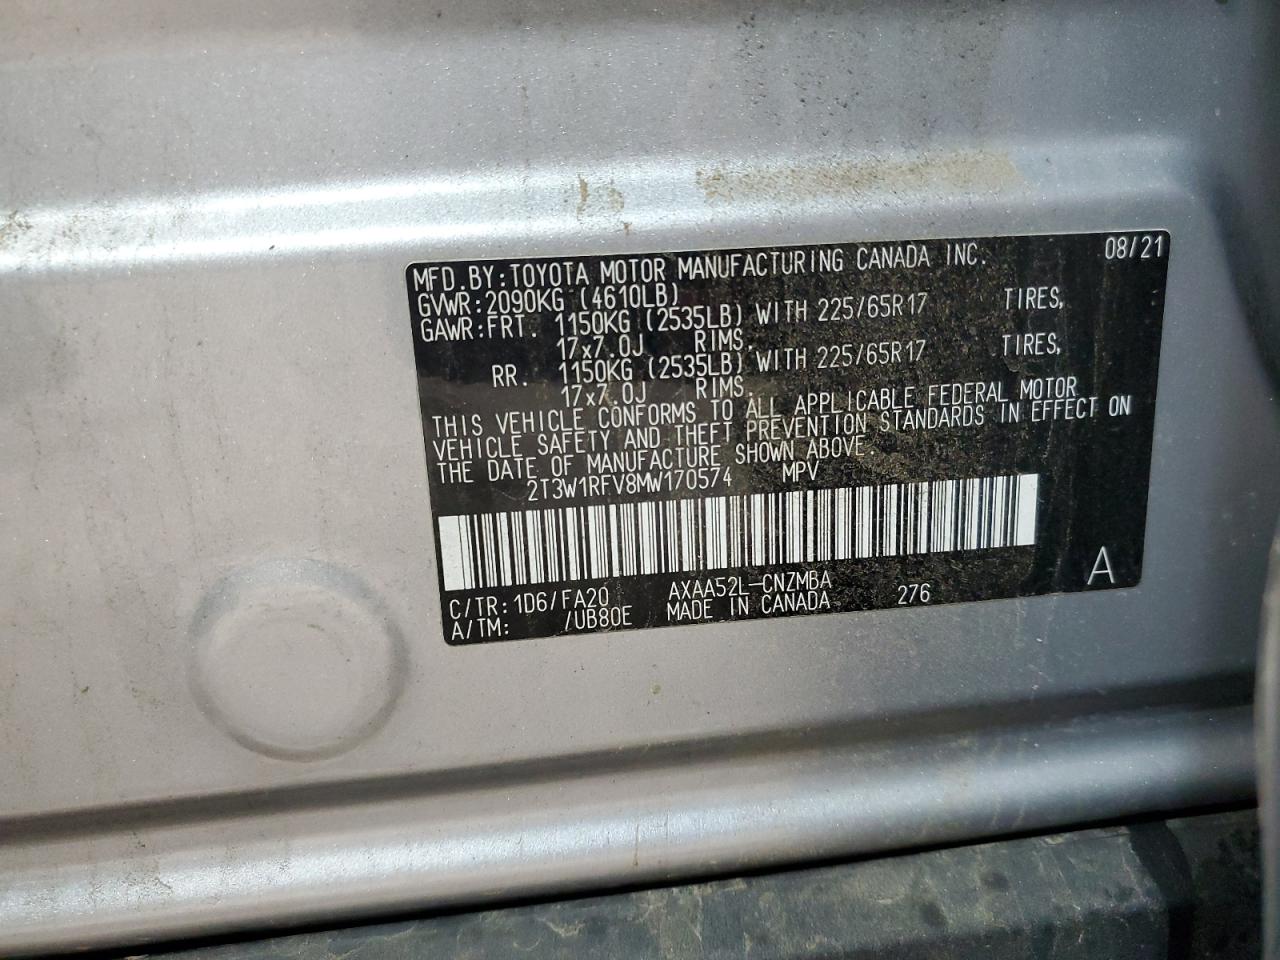 MFD.BY:TOYOTA MOTOR MANUFACTURING CANADA INC. 08/21
GVWR:2090KG (4610LB)
GAWR:FRT. 1150KG (2535LB) WITH 225/65R17 TIRES,
17x7.0J RIMS.
RR. 1150KG (2535LB) WITH 225/65R17 TIRES,
17x7.0J RIMS.
THIS VEHICLE CONFORMS TO ALL APPLICABLE FEDERAL MOTOR
VEHICLE SAFETY AND THEFT PREVENTION STANDARDS IN EFFECT ON
THE DATE OF MANUFACTURE SHOWN ABOVE.
2T3W1RFV8MW170574 MPV
C/TR:1D6/FA20 AXAA52L-CNZMBA A
A/TM: /UB80E MADE IN CANADA 276